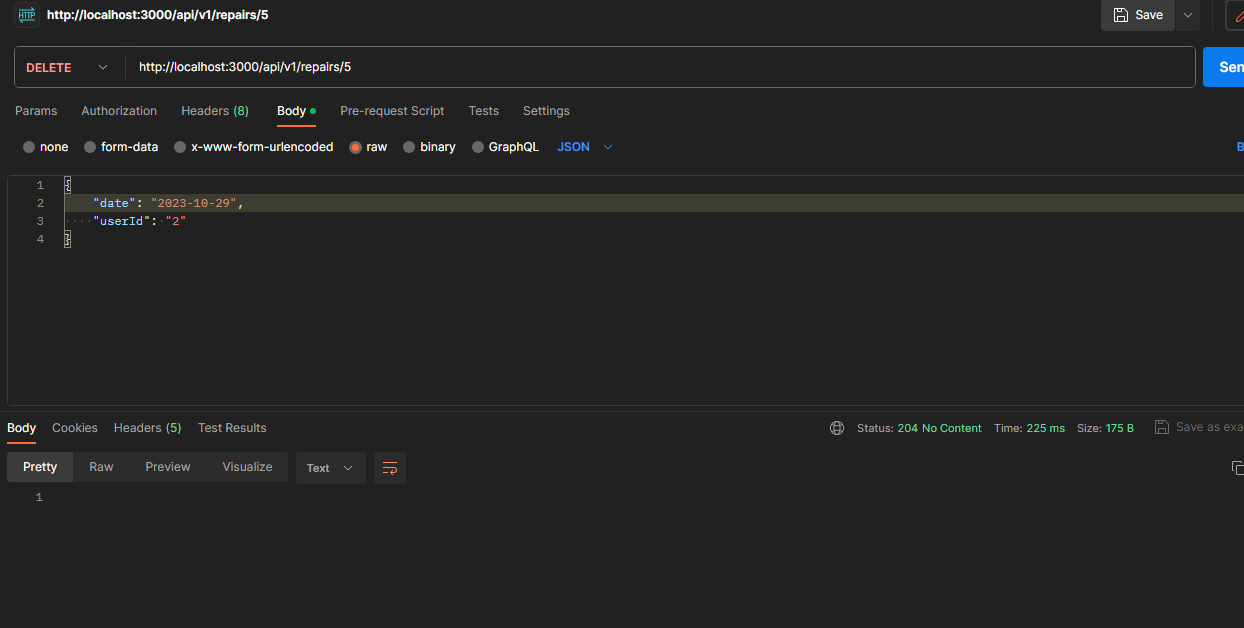 HTTP http://localhost:3000/api/v1/repairs/5 Save
DELETE http://localhost:3000/api/v1/repairs/5 Sen
Params Authorization Headers (8) Body Pre-request Script Tests Settings
none form-data x-www-form-urlencoded raw binary GraphQL JSON B
1 {
2 "date": "2023-10-29",
3 "userId": "2"
4 }
Body Cookies Headers (5) Test Results Status: 204 No Content Time: 225 ms Size: 175 B Save as exa
Pretty Raw Preview Visualize Text
1